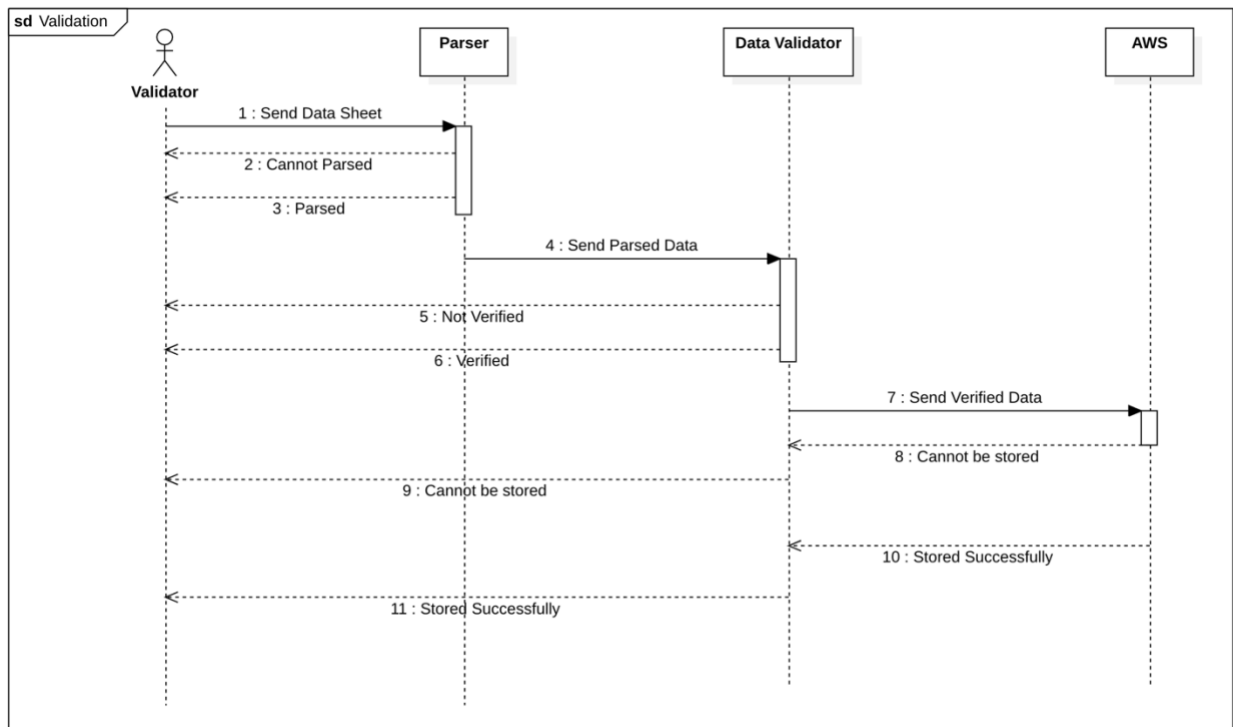 sd Validation
Validator
Parser
Data Validator
AWS
1 : Send Data Sheet
2 : Cannot Parsed
3 : Parsed
4 : Send Parsed Data
5 : Not Verified
6 : Verified
7 : Send Verified Data
8 : Cannot be stored
9 : Cannot be stored
10 : Stored Successfully
11 : Stored Successfully